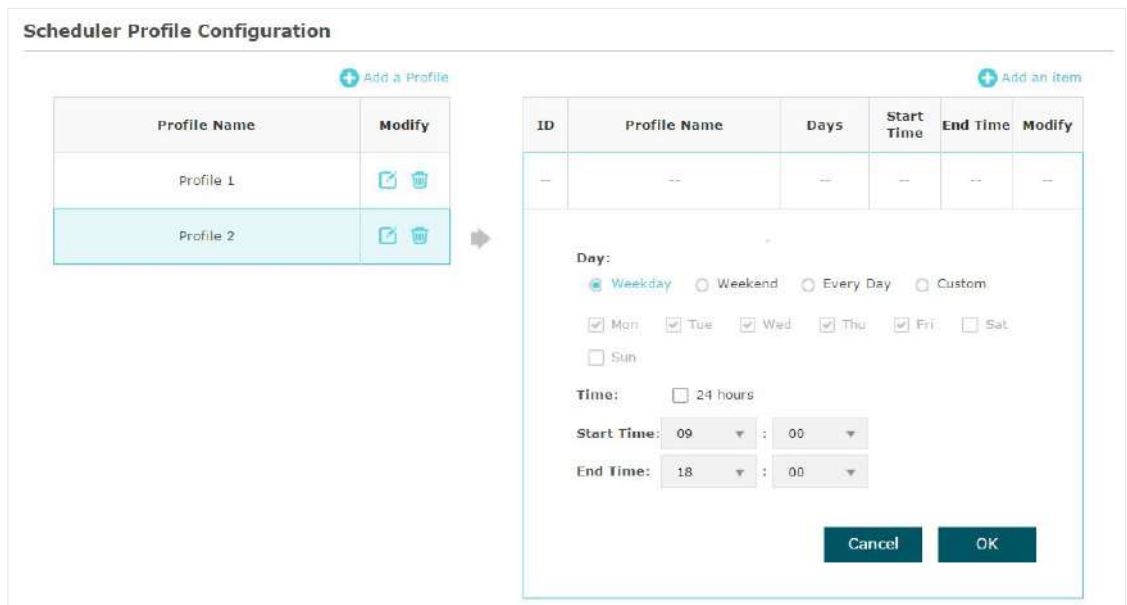 Scheduler Profile Configuration
Add a Profile
Profile Name Modify
Profile 1
Profile 2
Add an item
ID Profile Name Days Start Time End Time Modify
-- -- -- -- -- --
Day:
Weekday Weekend Every Day Custom
Mon Tue Wed Thu Fri Sat
Sun
Time: 24 hours
Start Time: 09 : 00
End Time: 18 : 00
Cancel OK